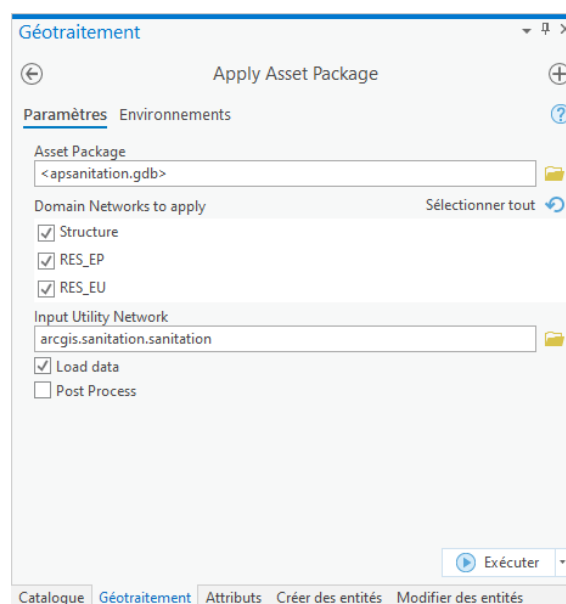 Géotraitement
Apply Asset Package
Paramètres Environnements
Asset Package
<apsanitation.gdb>
Domain Networks to apply Sélectionner tout
Structure
RES_EP
RES_EU
Input Utility Network
arcgis.sanitation.sanitation
Load data
Post Process
Exécuter
Catalogue Géotraitement Attributs Créer des entités Modifier des entités